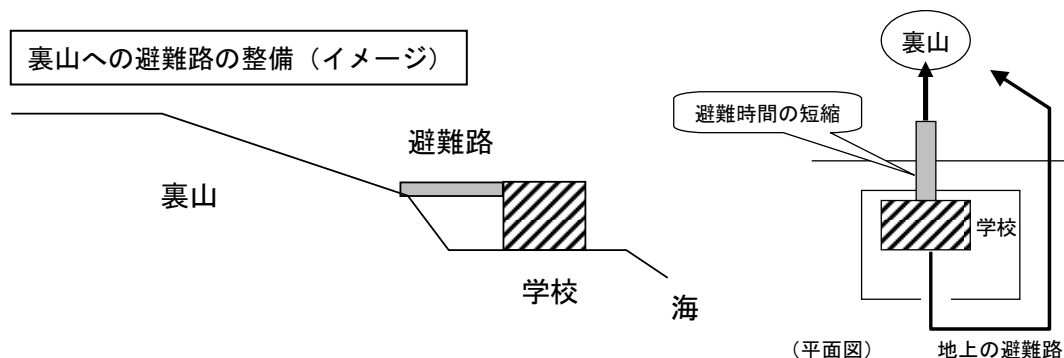 裏山への避難路の整備（イメージ）
避難路
裏山
学校
海
裏山
避難時間の短縮
学校
（平面図）
地上の避難路